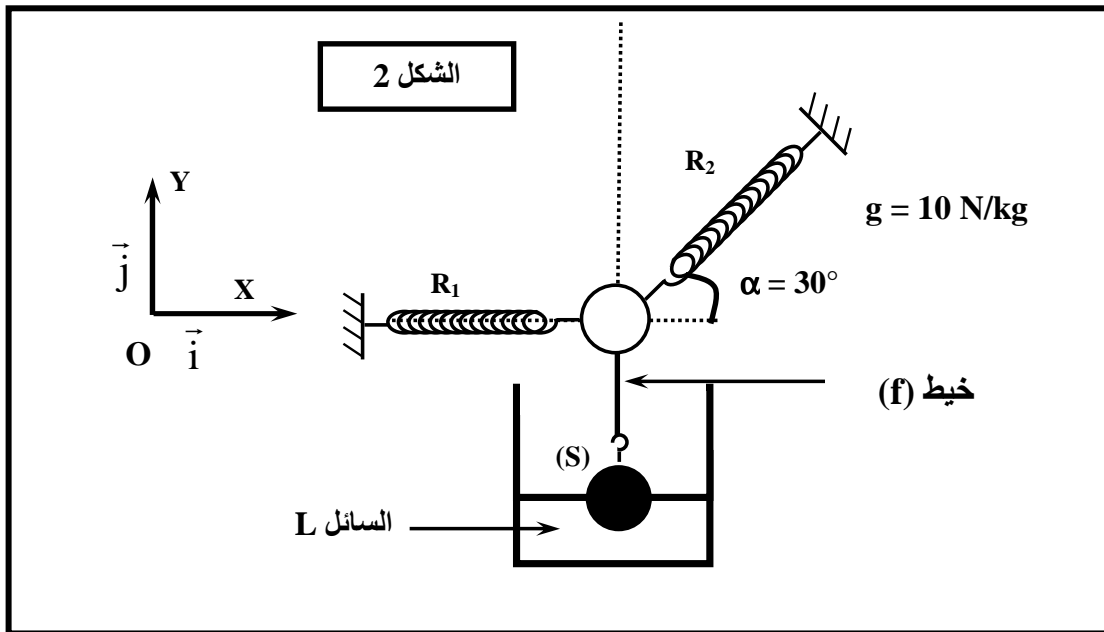 الشكل 2
R₂
Y
g = 10 N/kg
j
X
R₁
α = 30°
O
i
خيط (f)
(S)
السائل L